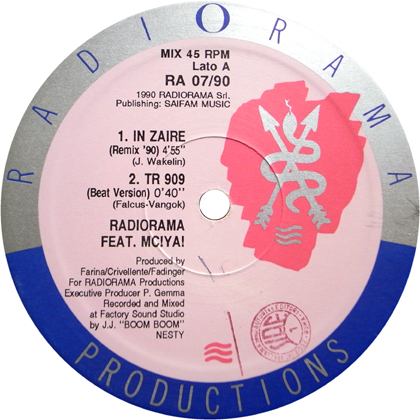 RADIORAMA
MIX 45 RPM
Lato A
RA 07/90
1990 RADIORAMA Srl.
Publishing: SAIFAM MUSIC
1. IN ZAIRE
(Remix '90) 4'55"
(J. Wakelin)
2. TR 909
(Beat Version) 0'40''
(Falcus-Vangok)
RADIORAMA
FEAT. MCIYA!
Produced by
Farina/Crivellente/Fadinger
For RADIORAMA Productions
Executive Producer P. Gemma
Recorded and Mixed
at Factory Sound Studio
by J.J. "BOOM BOOM"
NESTY
PRODUCTIONS